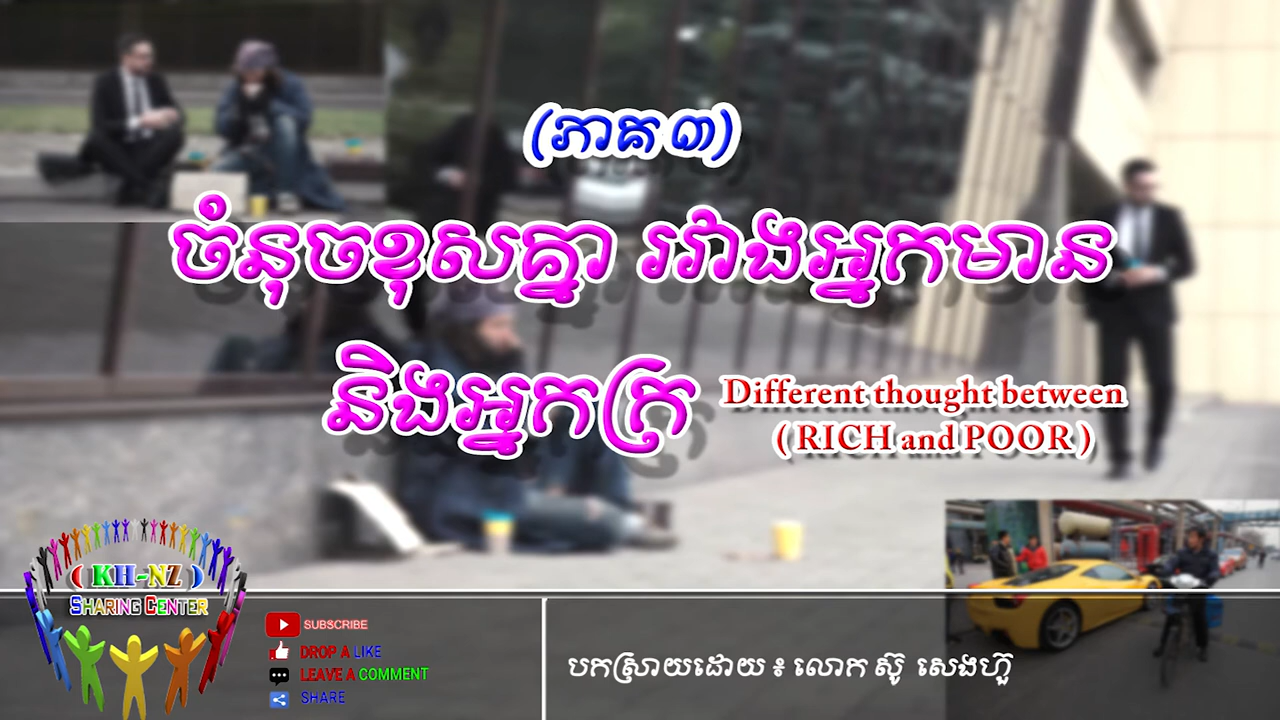 (ភាគ ៣)
ចំនុចខុសគ្នា រវាងអ្នកមាន
និងអ្នកក្រ
Different thought between
( RICH and POOR )
( KH-NZ )
SHARING CENTER
SUBSCRIBE
DROP A LIKE
LEAVE A COMMENT
SHARE
បកស្រាយដោយ ៖ លោក ស៊ូ សេងហ៊ួ